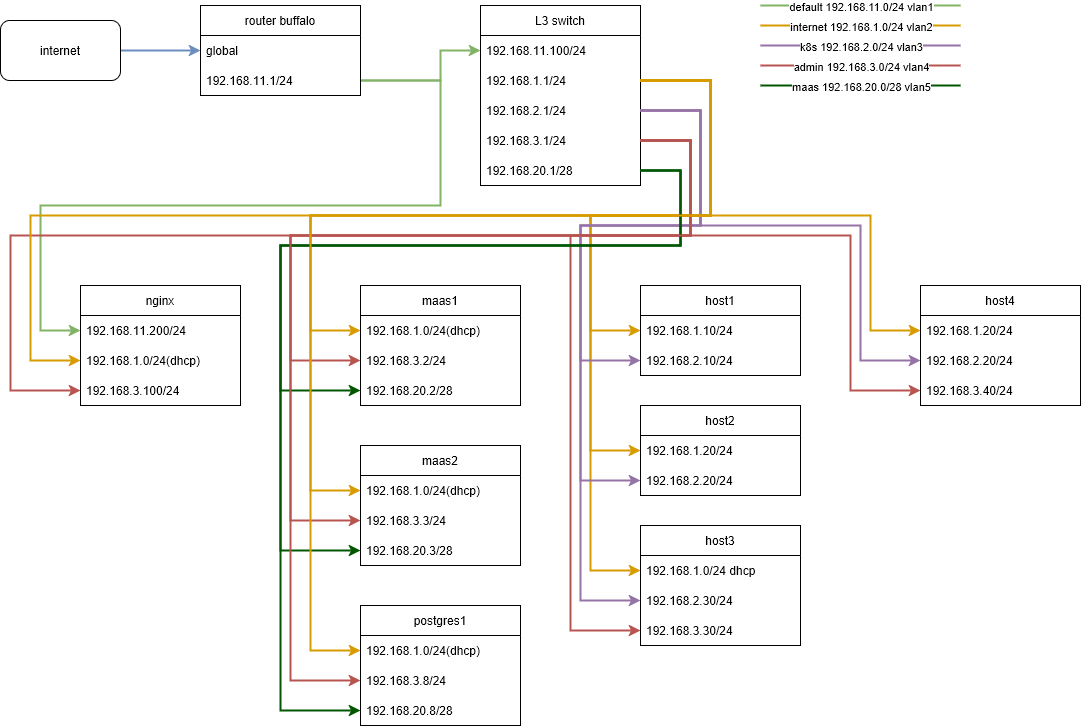 internet
router buffalo
global
192.168.11.1/24
L3 switch
192.168.11.100/24
192.168.1.1/24
192.168.2.1/24
192.168.3.1/24
192.168.20.1/28
default 192.168.11.0/24 vlan1
internet 192.168.1.0/24 vlan2
k8s 192.168.2.0/24 vlan3
admin 192.168.3.0/24 vlan4
maas 192.168.20.0/28 vlan5
nginx
192.168.11.200/24
192.168.1.0/24(dhcp)
192.168.3.100/24
maas1
192.168.1.0/24(dhcp)
192.168.3.2/24
192.168.20.2/28
maas2
192.168.1.0/24(dhcp)
192.168.3.3/24
192.168.20.3/28
postgres1
192.168.1.0/24(dhcp)
192.168.3.8/24
192.168.20.8/28
host1
192.168.1.10/24
192.168.2.10/24
host2
192.168.1.20/24
192.168.2.20/24
host3
192.168.1.0/24 dhcp
192.168.2.30/24
192.168.3.30/24
host4
192.168.1.20/24
192.168.2.20/24
192.168.3.40/24